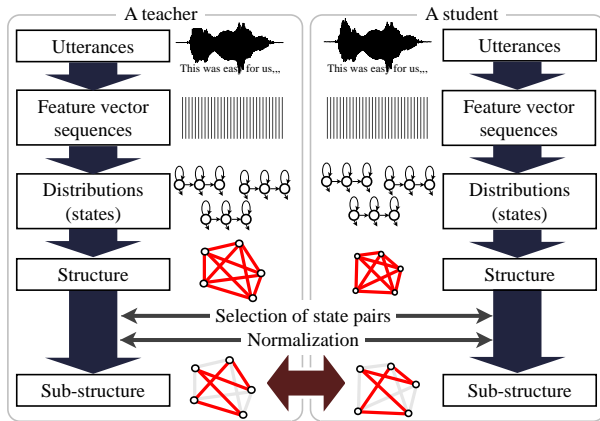 A teacher
A student
Utterances
This was easy for us,,,
Feature vector
sequences
Distributions
(states)
Structure
Sub-structure
This was easy for us,,,
Utterances
Feature vector
sequences
Distributions
(states)
Structure
Sub-structure
Selection of state pairs
Normalization